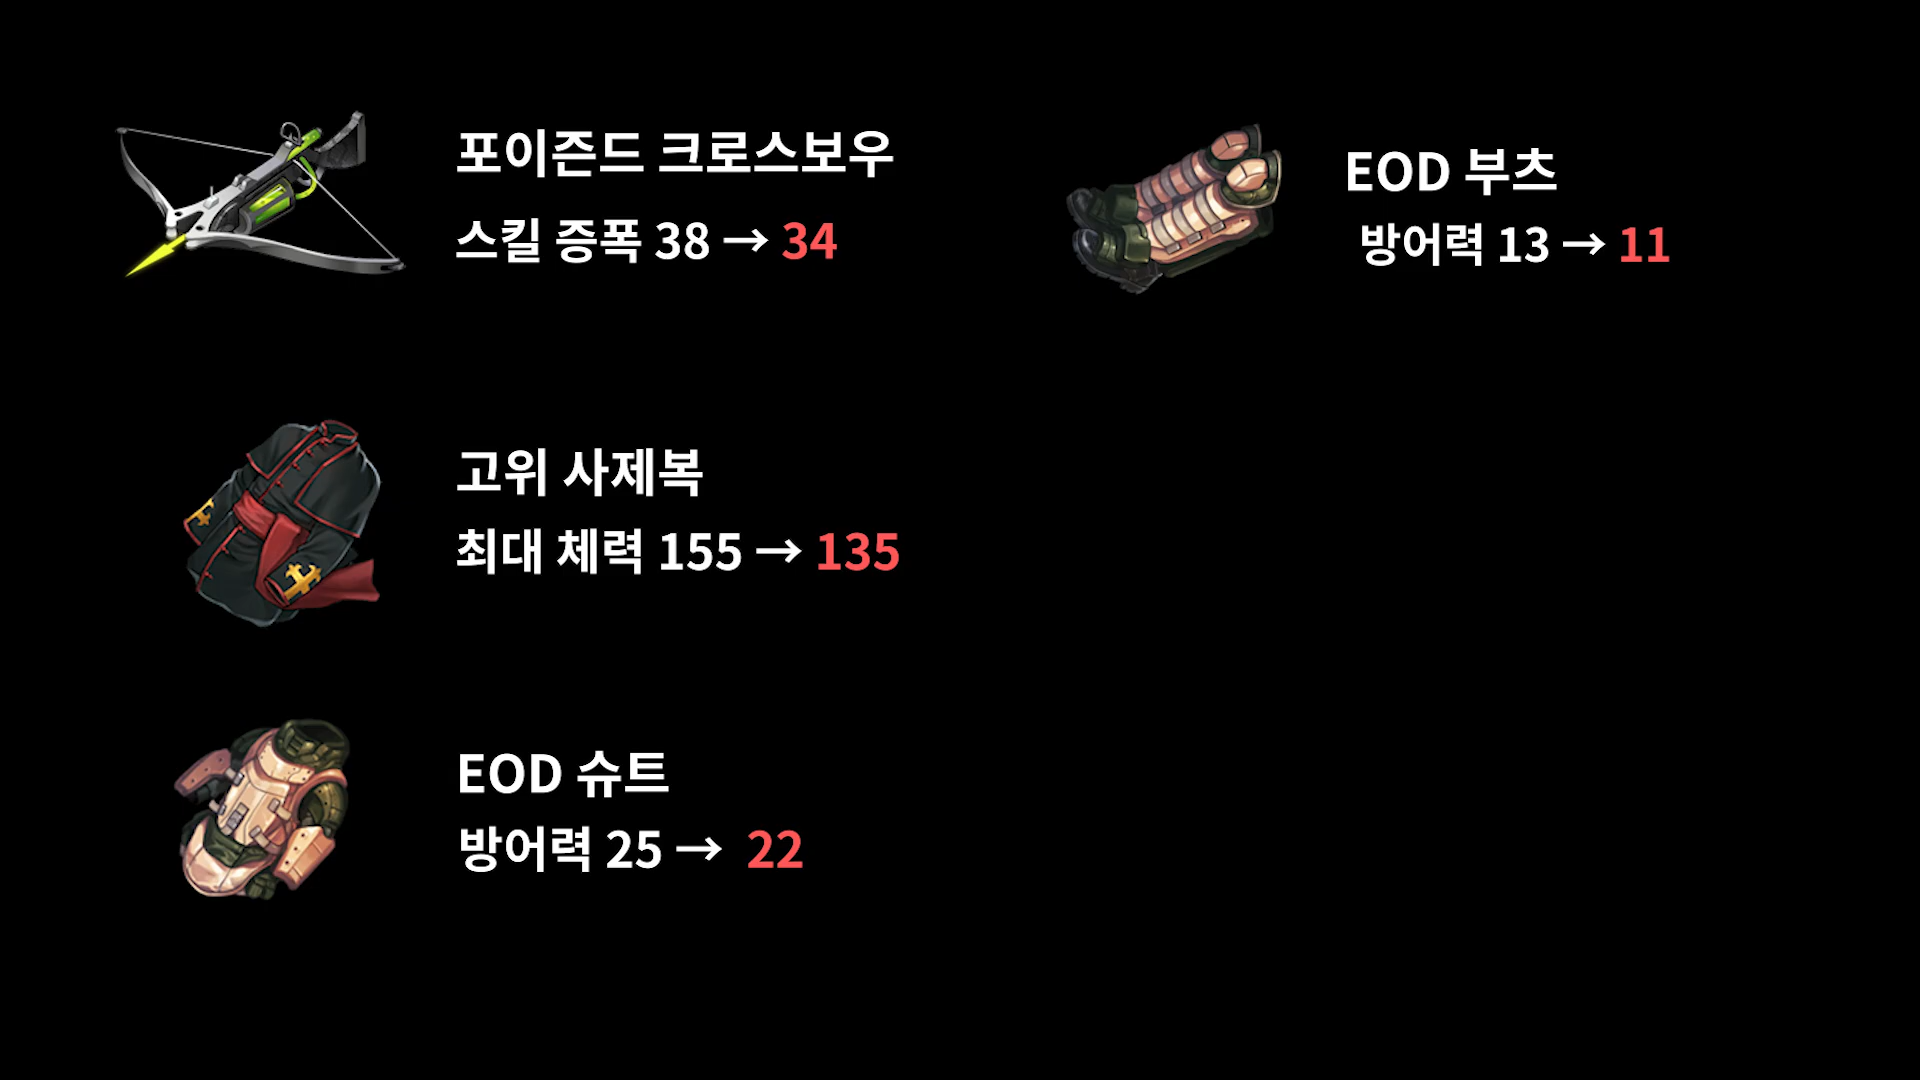 포이즌드 크로스보우
스킬 증폭 38 → 34
EOD 부츠
방어력 13 → 11
고위 사제복
최대 체력 155 → 135
EOD 슈트
방어력 25 → 22